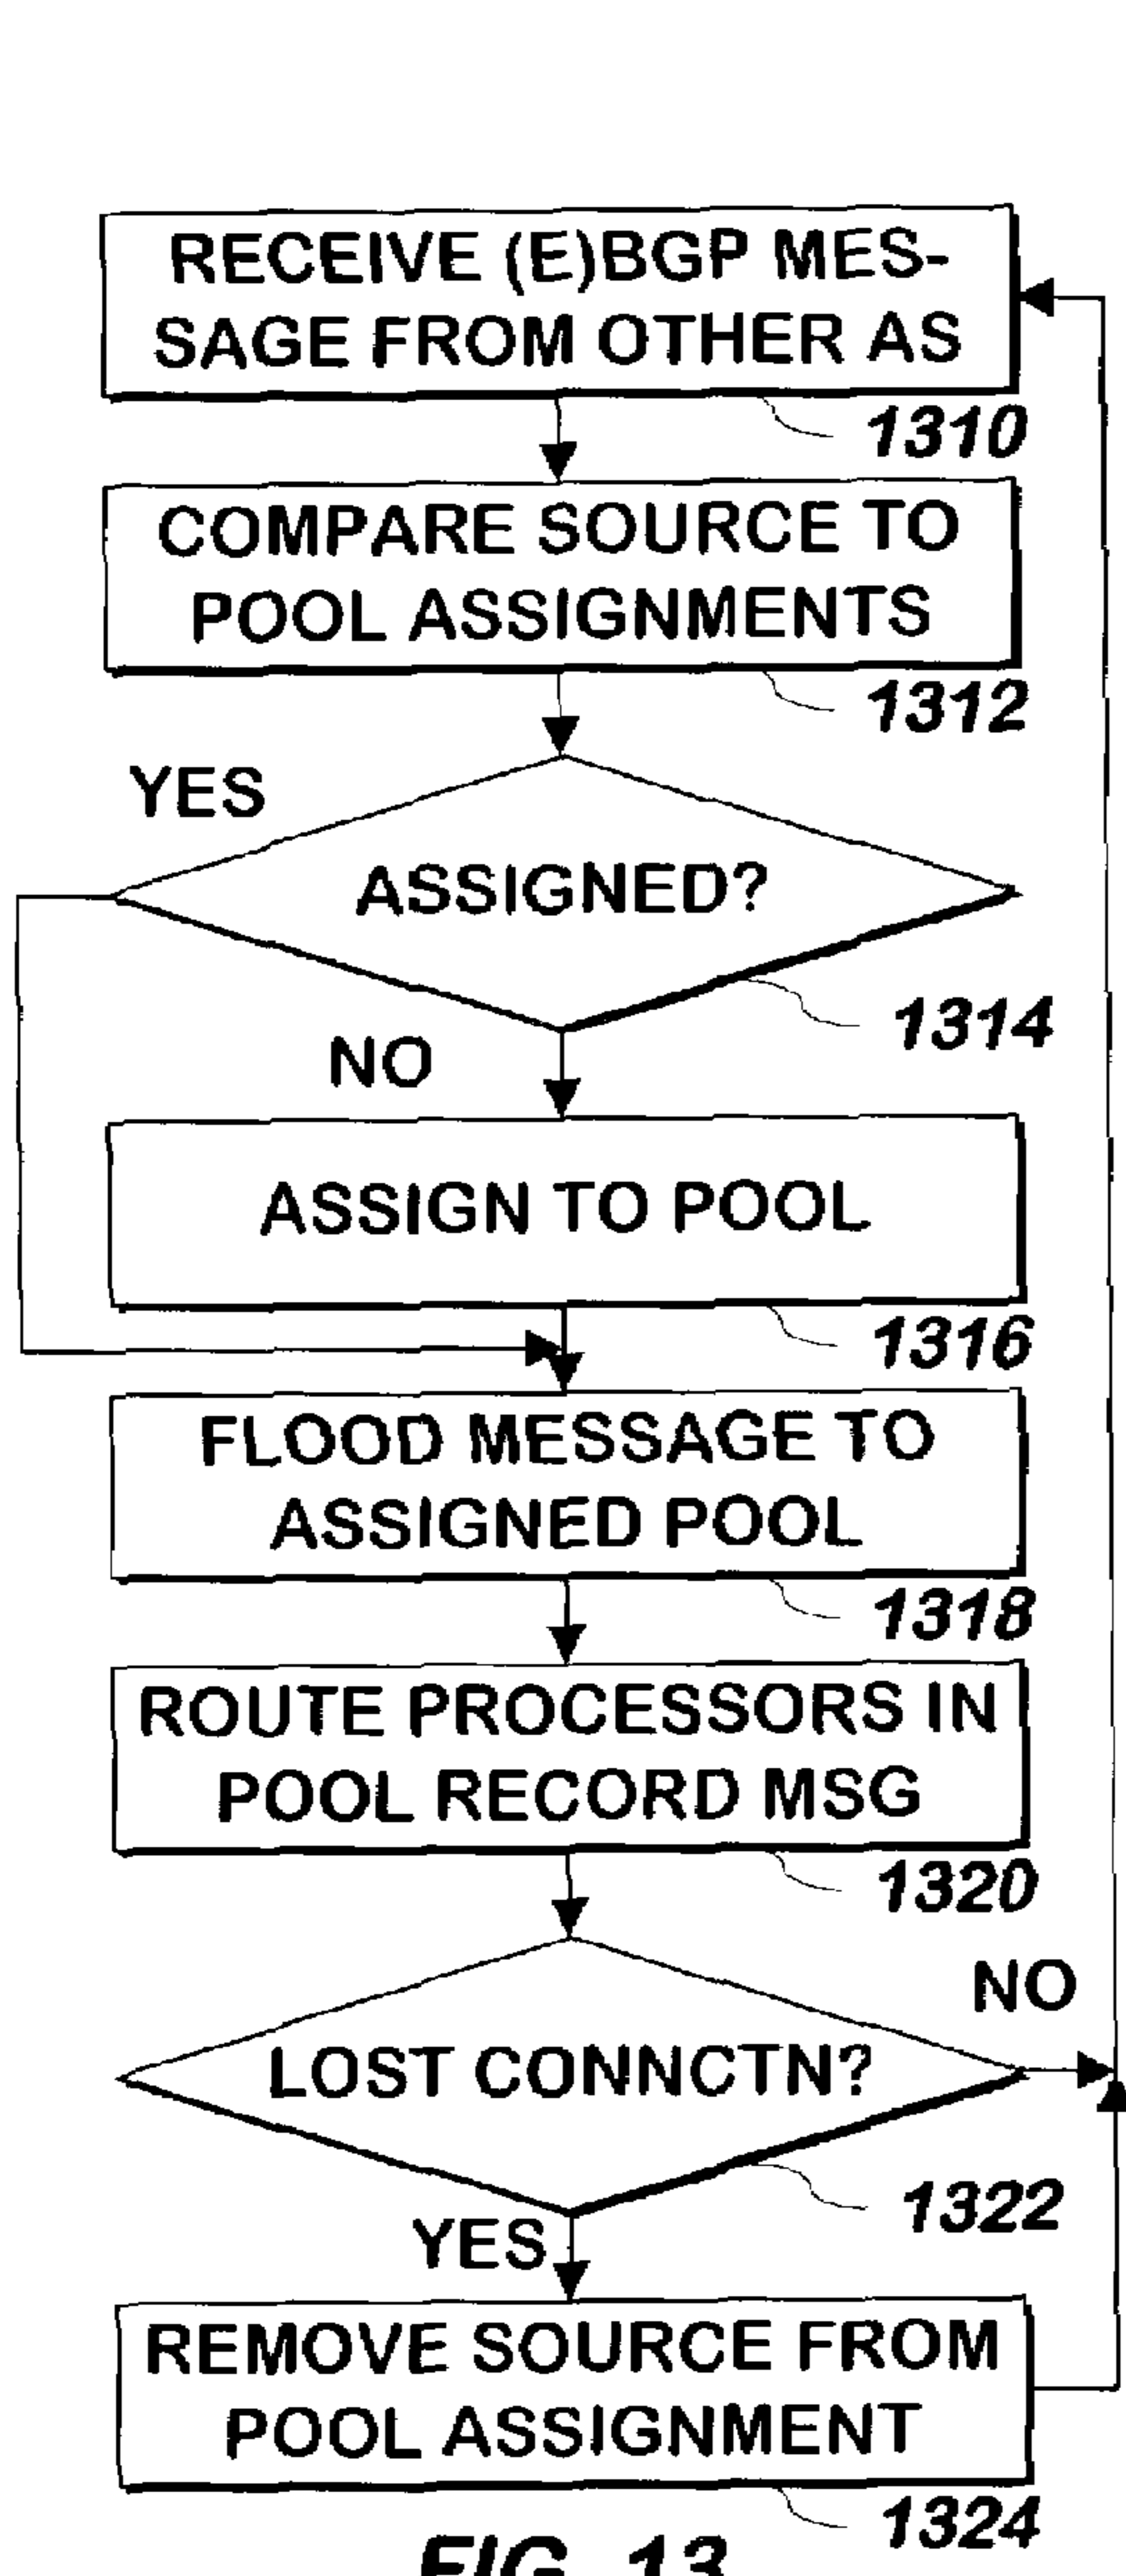 RECEIVE (E)BGP MES-
SAGE FROM OTHER AS
1310
COMPARE SOURCE TO
POOL ASSIGNMENTS
1312
YES
ASSIGNED?
1314
NO
ASSIGN TO POOL
1316
FLOOD MESSAGE TO
ASSIGNED POOL
1318
ROUTE PROCESSORS IN
POOL RECORD MSG
1320
NO
LOST CONNCTN?
1322
YES
REMOVE SOURCE FROM
POOL ASSIGNMENT
1324
FIG. 13